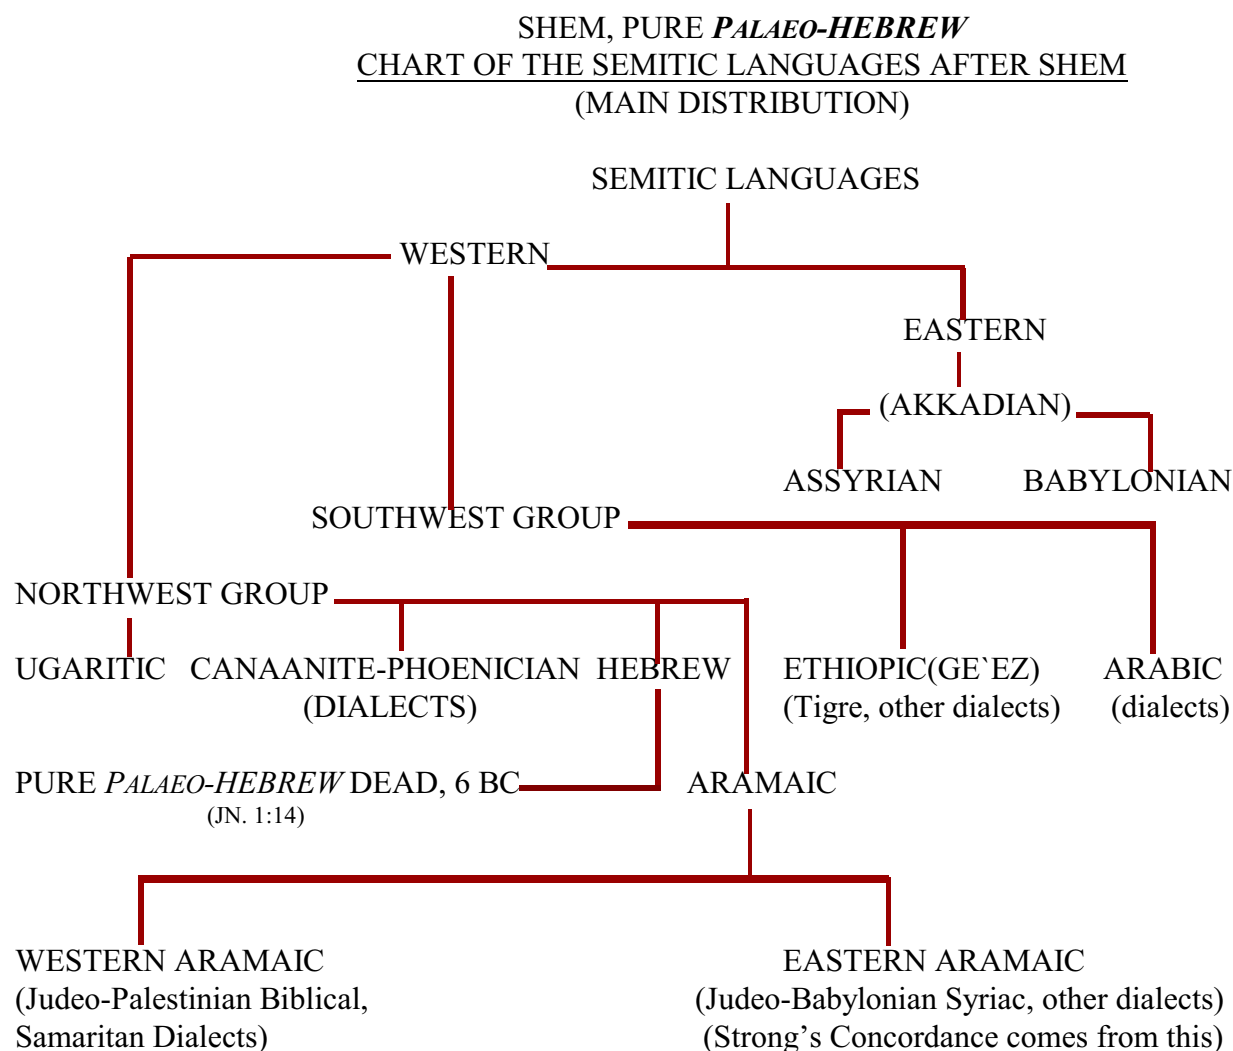 SHEM, PURE PALAEO-HEBREW
CHART OF THE SEMITIC LANGUAGES AFTER SHEM
(MAIN DISTRIBUTION)
SEMITIC LANGUAGES
WESTERN
EASTERN
(AKKADIAN)
ASSYRIAN BABYLONIAN
SOUTHWEST GROUP
NORTHWEST GROUP
UGARITIC CANAANITE-PHOENICIAN HEBREW ETHIOPIC(GE`EZ) ARABIC
(DIALECTS) (Tigre, other dialects) (dialects)
PURE PALAEO-HEBREW DEAD, 6 BC ARAMAIC
(JN. 1:14)
WESTERN ARAMAIC EASTERN ARAMAIC
(Judeo-Palestinian Biblical, (Judeo-Babylonian Syriac, other dialects)
Samaritan Dialects) (Strong’s Concordance comes from this)